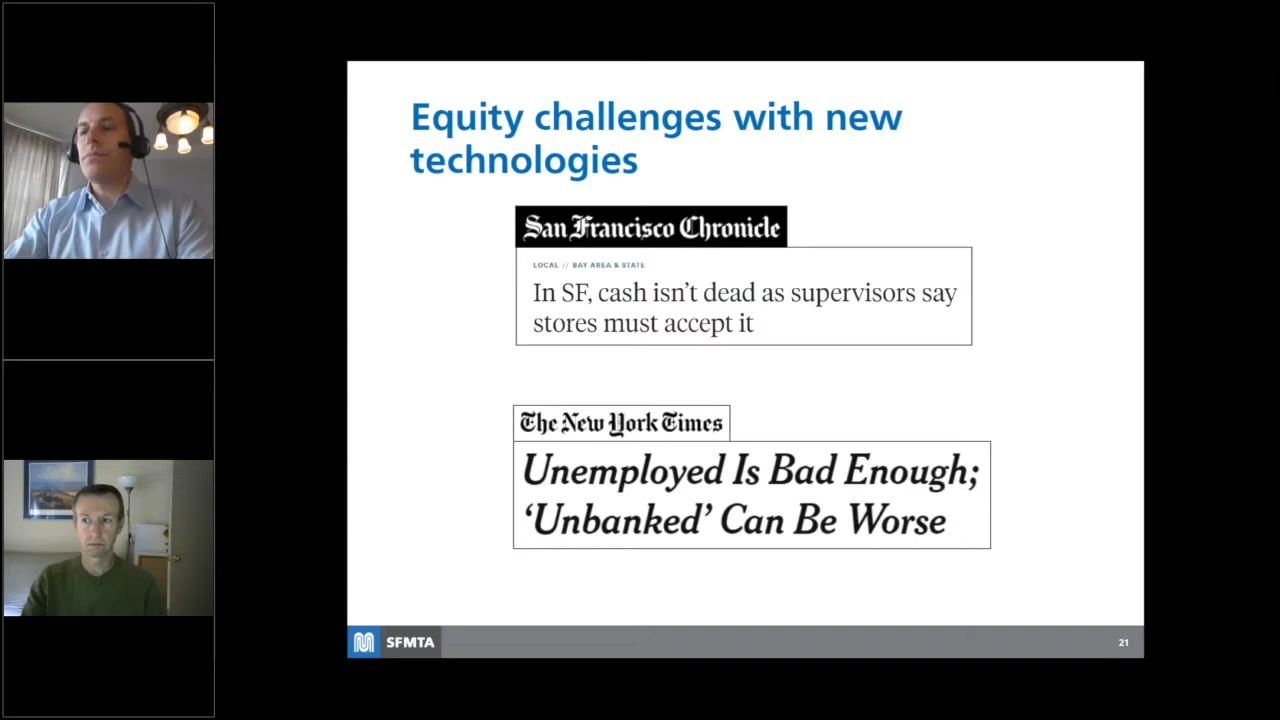 Equity challenges with new
technologies
San Francisco Chronicle
LOCAL // BAY AREA & STATE
In SF, cash isn't dead as supervisors say
stores must accept it
The New York Times
Unemployed Is Bad Enough;
‘Unbanked’ Can Be Worse
SFMTA
21